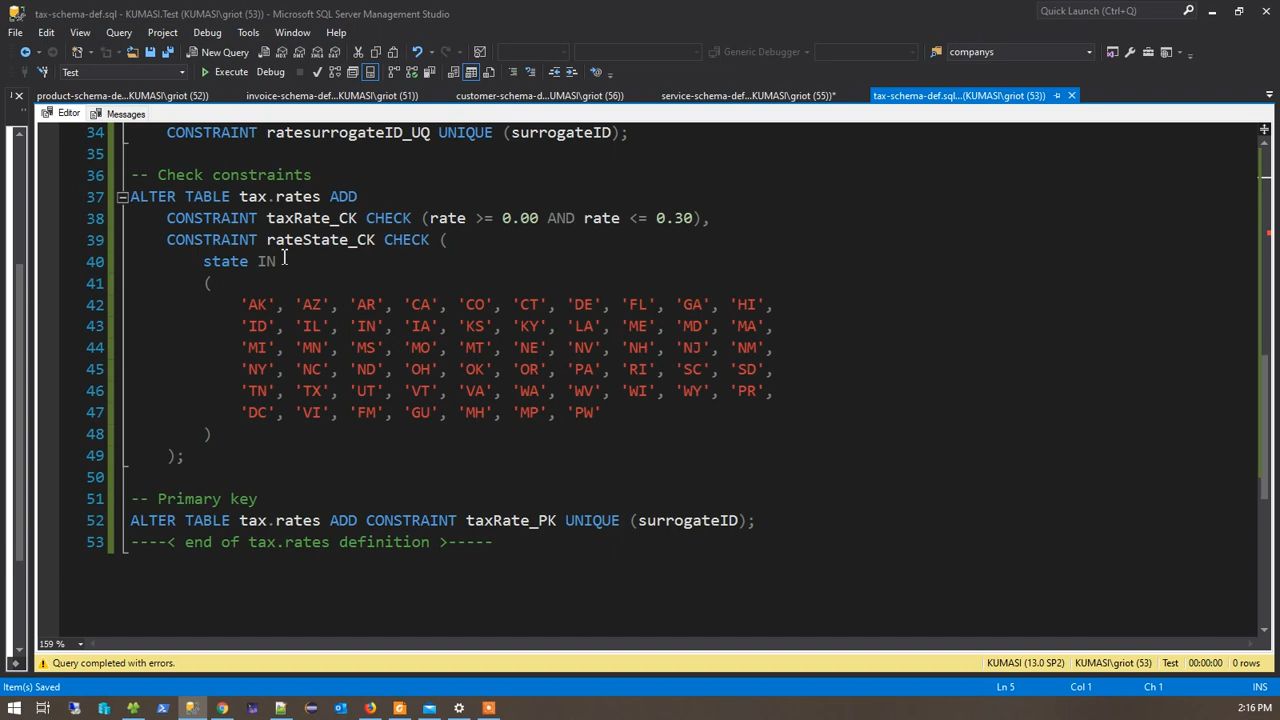 tax-schema-def.sql - KUMASI.Test (KUMASI\griot (53)) - Microsoft SQL Server Management Studio
Quick Launch (Ctrl+Q)
File Edit View Query Project Debug Tools Window Help
New Query Generic Debugger companys
Test Execute Debug
product-schema-de...KUMASI\griot (52)) invoice-schema-def...KUMASI\griot (51)) customer-schema-d...UMASI\griot (56)) service-schema-def...KUMASI\griot (55))* tax-schema-def.sql...(KUMASI\griot (53))
Editor Messages
34 CONSTRAINT ratesurrogateID_UQ UNIQUE (surrogateID);
35
36 -- Check constraints
37 ALTER TABLE tax.rates ADD
38 CONSTRAINT taxRate_CK CHECK (rate >= 0.00 AND rate <= 0.30),
39 CONSTRAINT rateState_CK CHECK (
40 state IN
41 (
42 'AK', 'AZ', 'AR', 'CA', 'CO', 'CT', 'DE', 'FL', 'GA', 'HI',
43 'ID', 'IL', 'IN', 'IA', 'KS', 'KY', 'LA', 'ME', 'MD', 'MA',
44 'MI', 'MN', 'MS', 'MO', 'MT', 'NE', 'NV', 'NH', 'NJ', 'NM',
45 'NY', 'NC', 'ND', 'OH', 'OK', 'OR', 'PA', 'RI', 'SC', 'SD',
46 'TN', 'TX', 'UT', 'VT', 'VA', 'WA', 'WV', 'WI', 'WY', 'PR',
47 'DC', 'VI', 'FM', 'GU', 'MH', 'MP', 'PW'
48 )
49 );
50
51 -- Primary key
52 ALTER TABLE tax.rates ADD CONSTRAINT taxRate_PK UNIQUE (surrogateID);
53 ----< end of tax.rates definition >-----
159 %
Query completed with errors. KUMASI (13.0 SP2) KUMASI\griot (53) Test 00:00:00 0 rows
Item(s) Saved Ln 5 Col 1 Ch 1 INS
2:16 PM